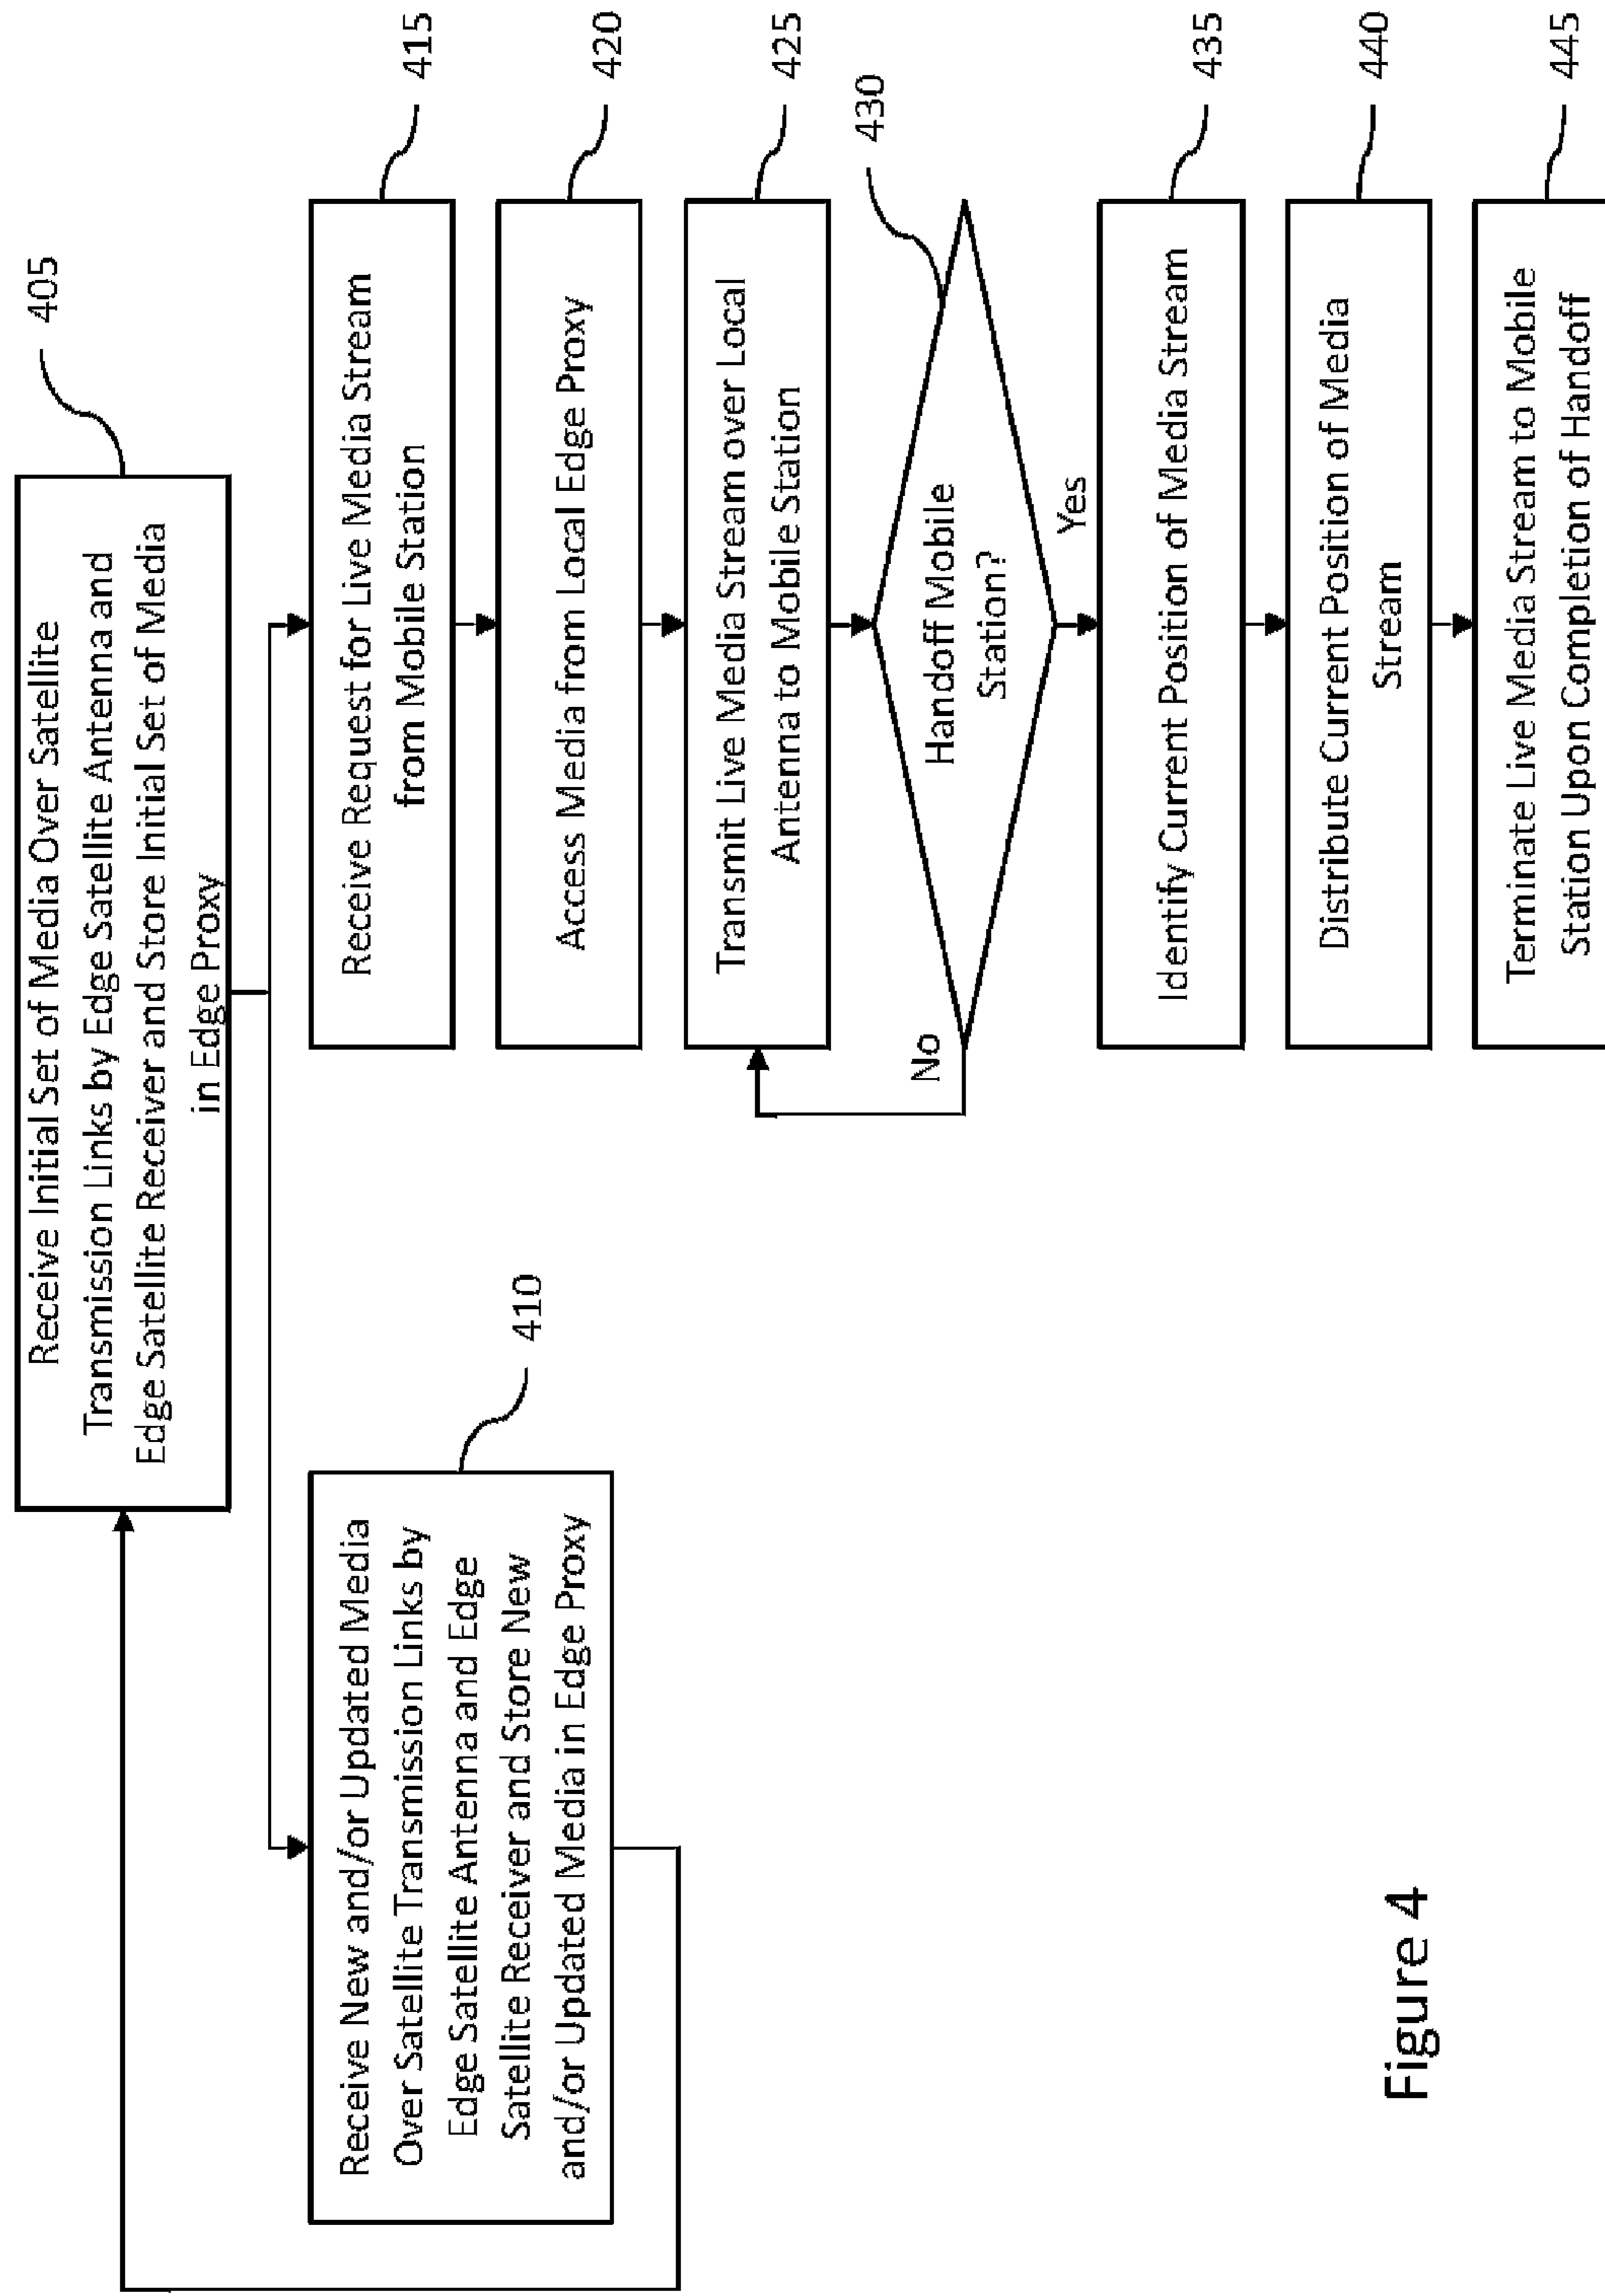 Receive Initial Set of Media Over Satellite
Transmission Links by Edge Satellite Antenna and
Edge Satellite Receiver and Store Initial Set of Media
in Edge Proxy
405
Receive New and/or Updated Media
Over Satellite Transmission Links by
Edge Satellite Antenna and Edge
Satellite Receiver and Store New
and/or Updated Media in Edge Proxy
410
Receive Request for Live Media Stream
from Mobile Station
415
Access Media from Local Edge Proxy
420
Transmit Live Media Stream over Local
Antenna to Mobile Station
425
Handoff Mobile
Station?
430
No
Yes
Identify Current Position of Media Stream
435
Distribute Current Position of Media
Stream
440
Terminate Live Media Stream to Mobile
Station Upon Completion of Handoff
445
Figure 4